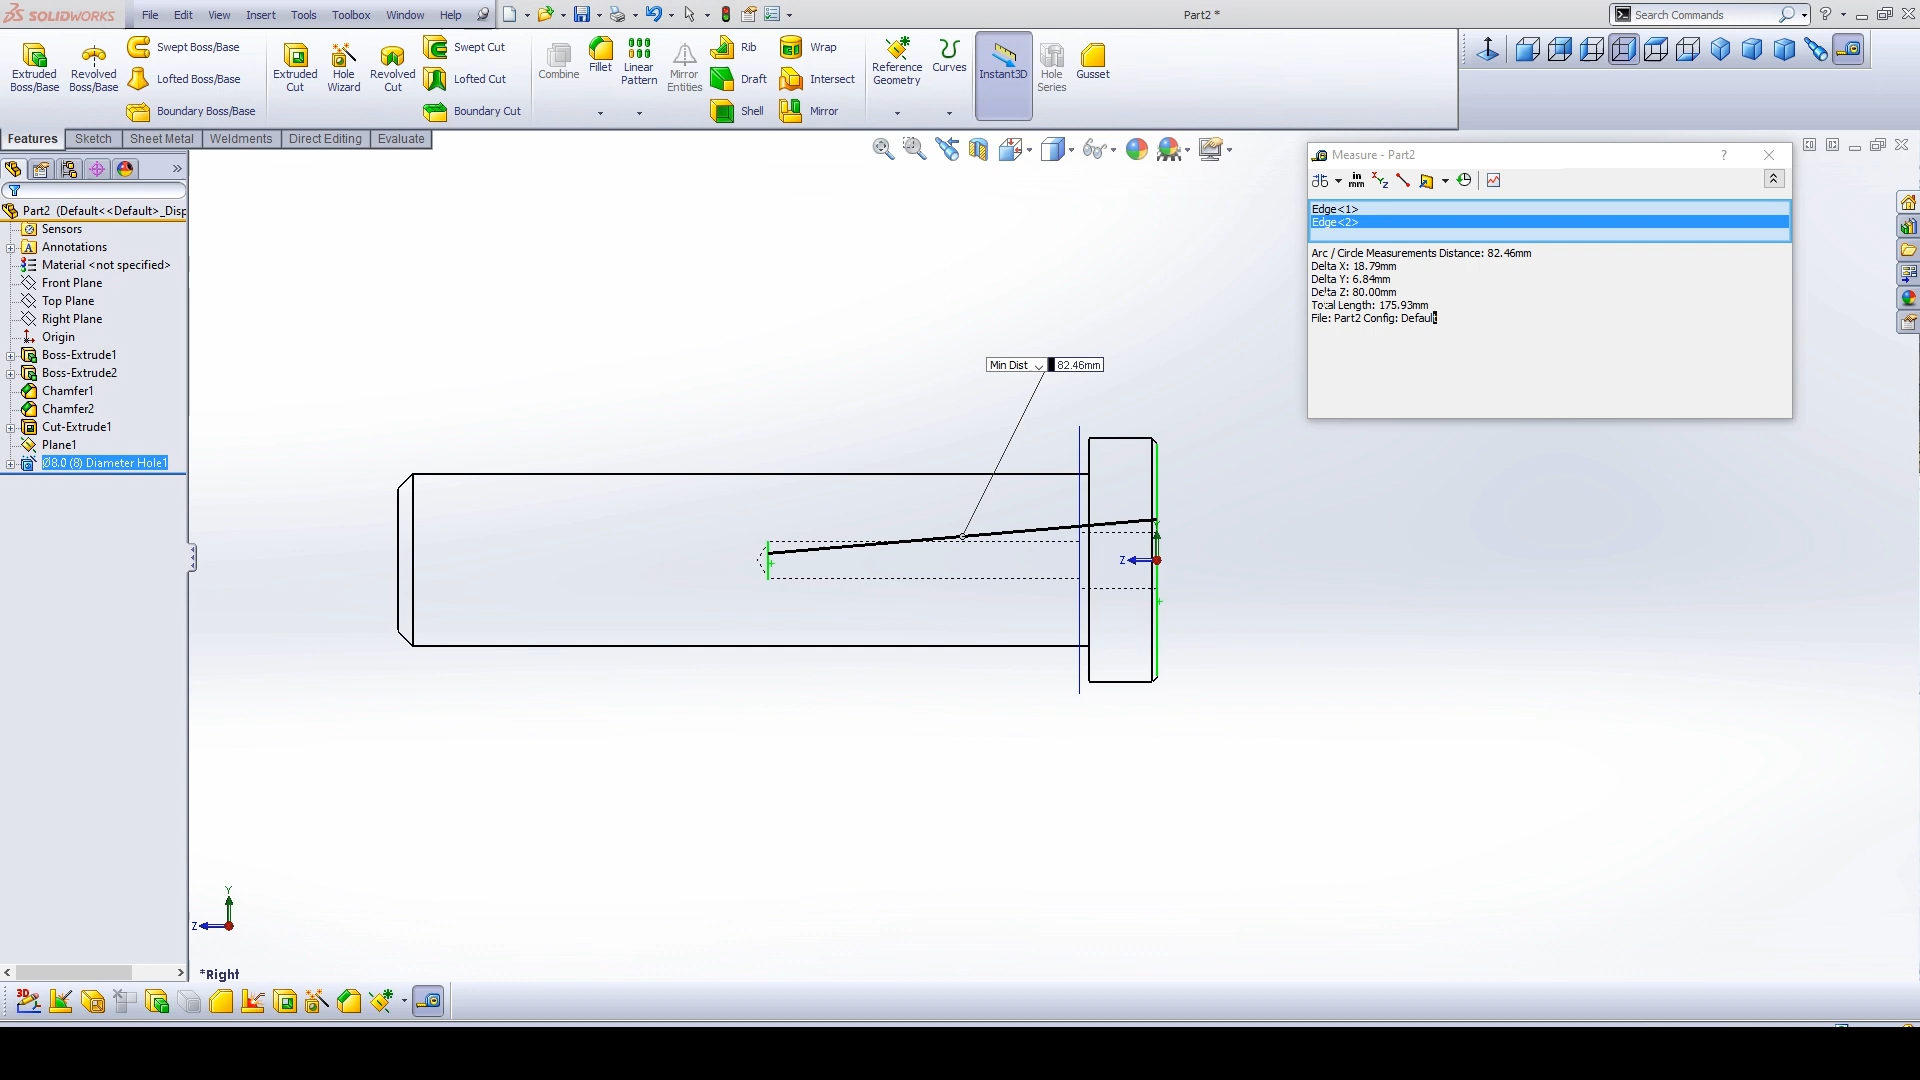 SOLIDWORKS File Edit View Insert Tools Toolbox Window Help Part2 * Search Commands
Extruded Boss/Base
Revolved Boss/Base
Swept Boss/Base
Lofted Boss/Base
Boundary Boss/Base
Extruded Cut
Hole Wizard
Revolved Cut
Swept Cut
Lofted Cut
Boundary Cut
Combine
Fillet
Linear Pattern
Mirror Entities
Rib
Draft
Shell
Wrap
Intersect
Mirror
Reference Geometry
Curves
Instant3D
Hole Series
Gusset
Features Sketch Sheet Metal Weldments Direct Editing Evaluate
Part2 (Default<<Default>_Disp
Sensors
Annotations
Material <not specified>
Front Plane
Top Plane
Right Plane
Origin
Boss-Extrude1
Boss-Extrude2
Chamfer1
Chamfer2
Cut-Extrude1
Plane1
Ø8.0 (8) Diameter Hole1
Measure - Part2
in
mm
XYZ
Edge<1>
Edge<2>
Arc / Circle Measurements Distance: 82.46mm
Delta X: 18.79mm
Delta Y: 6.84mm
Delta Z: 80.00mm
Total Length: 175.93mm
File: Part2 Config: Default
Min Dist 82.46mm
Y
Z
Y
Z
*Right
3D